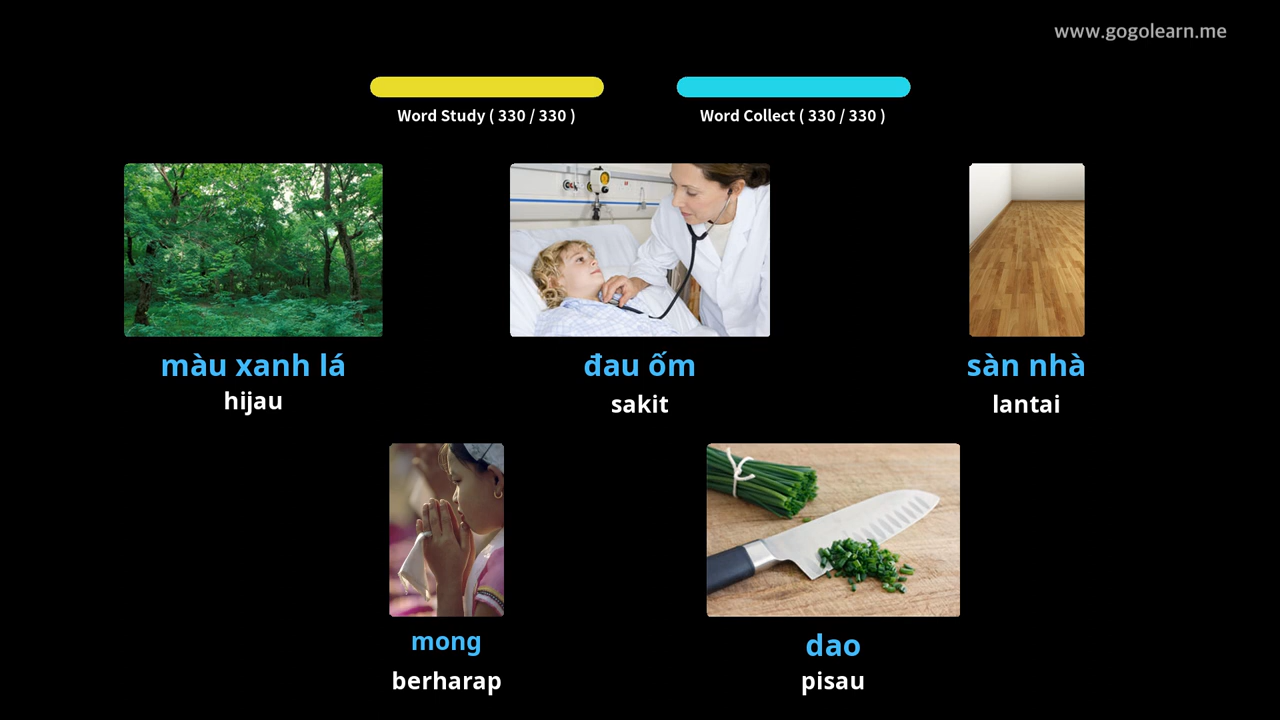 www.gogolearn.me
Word Study ( 330 / 330 )
Word Collect ( 330 / 330 )
màu xanh lá
hijau
đau ốm
sakit
sàn nhà
lantai
mong
berharap
dao
pisau